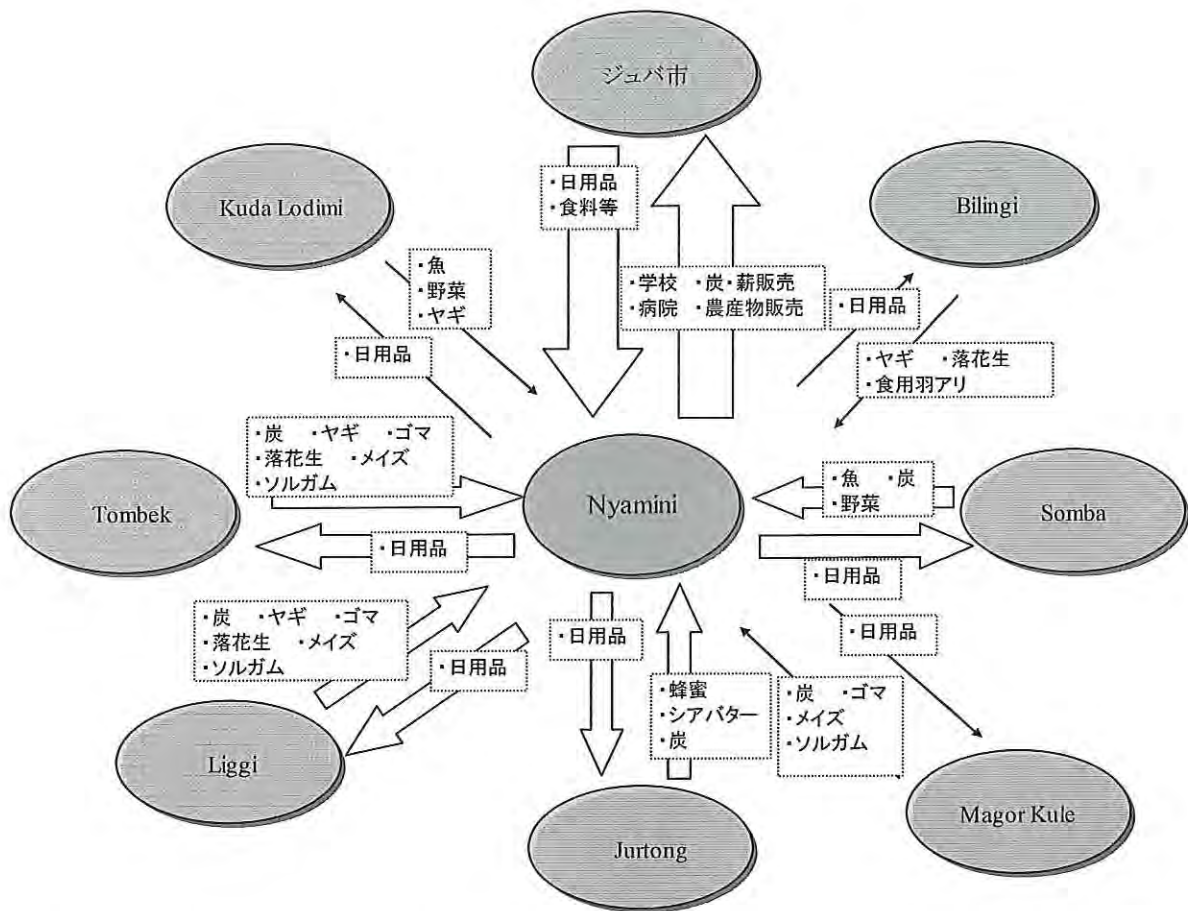 ジュバ市
Kuda Lodimi
Bilingi
・日用品
・食料等
・魚
・野菜
・ヤギ
・学校 ・炭・薪販売
・病院 ・農産物販売
・日用品
・日用品
・ヤギ ・落花生
・食用羽アリ
・炭 ・ヤギ ・ゴマ
・落花生 ・メイズ
・ソルガム
Tombek
Nyamini
・魚 ・炭
・野菜
Somba
・日用品
・日用品
・炭 ・ヤギ ・ゴマ
・落花生 ・メイズ
・ソルガム
・日用品
・日用品
・日用品
・蜂蜜
・シアバター
・炭
・炭 ・ゴマ
・メイズ
・ソルガム
Liggi
Jurtong
Magor Kule